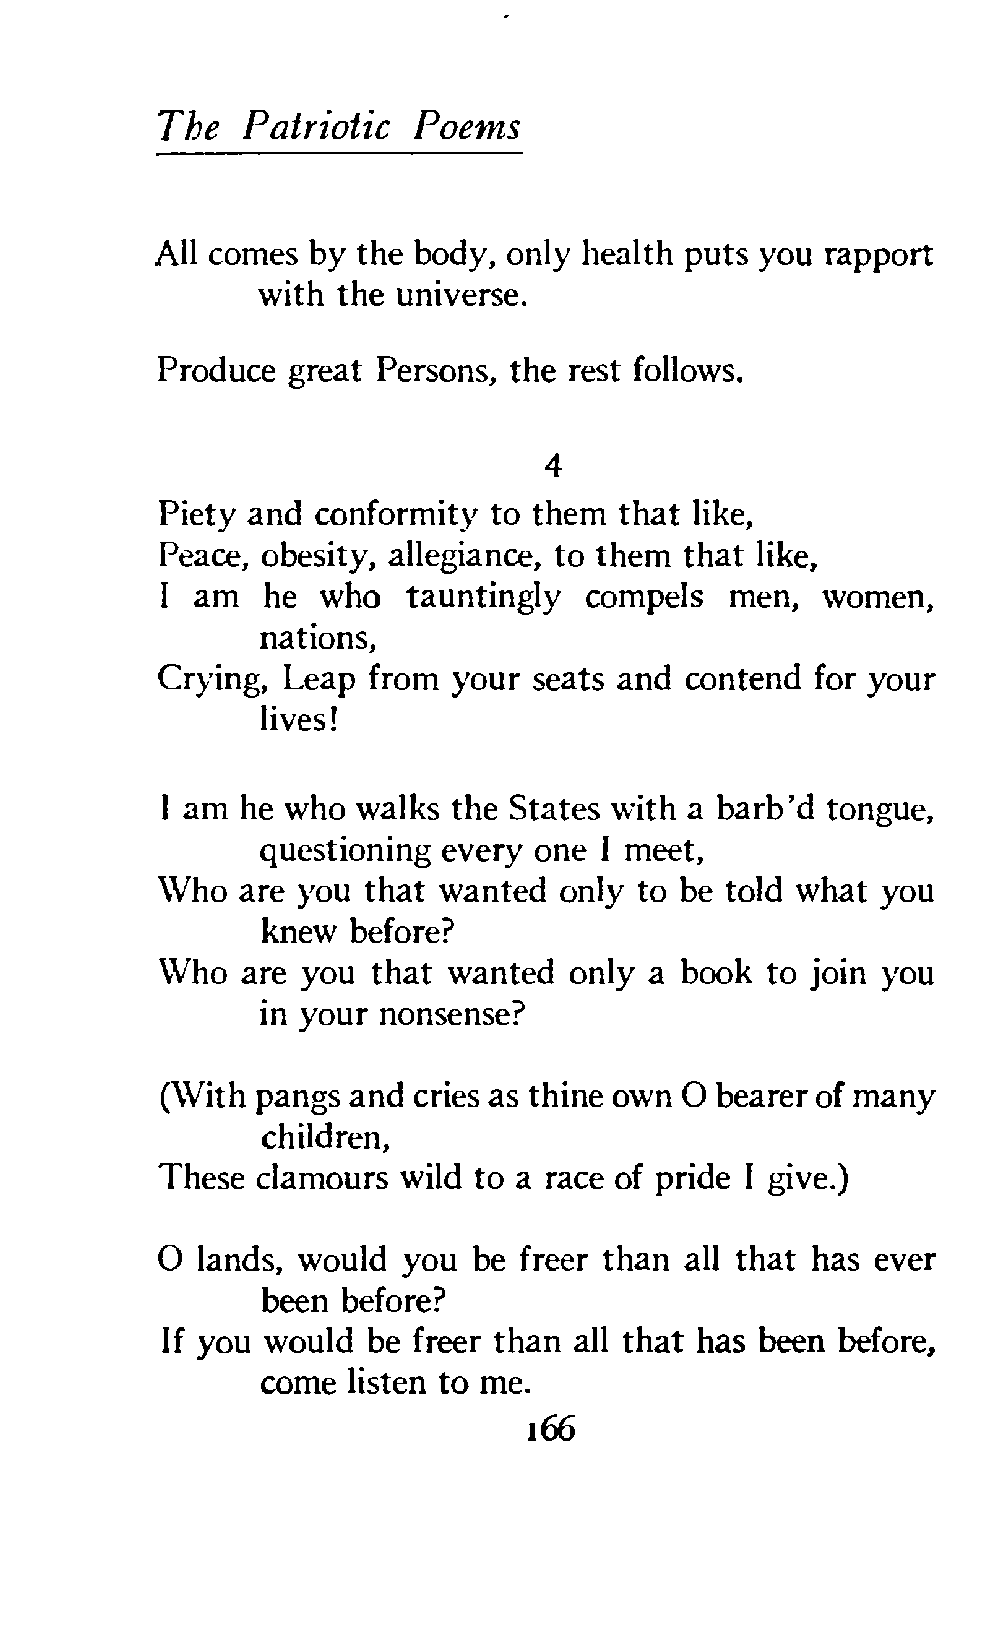 The Patriotic Poems
All comes by the body, only health puts you rapport
with the universe.
Produce great Persons, the rest follows.
4
Piety and conformity to them that like,
Peace, obesity, allegiance, to them that like,
I am he who tauntingly compels men, women,
nations,
Crying, Leap from your seats and contend for your
lives!
I am he who walks the States with a barb'd tongue,
questioning every one I meet,
Who are you that wanted only to be told what you
knew before?
Who are you that wanted only a book to join you
in your nonsense?
(With pangs and cries as thine own O bearer of many
children,
These clamours wild to a race of pride I give.)
O lands, would you be freer than all that has ever
been before?
If you would be freer than all that has been before,
come listen to me.
166